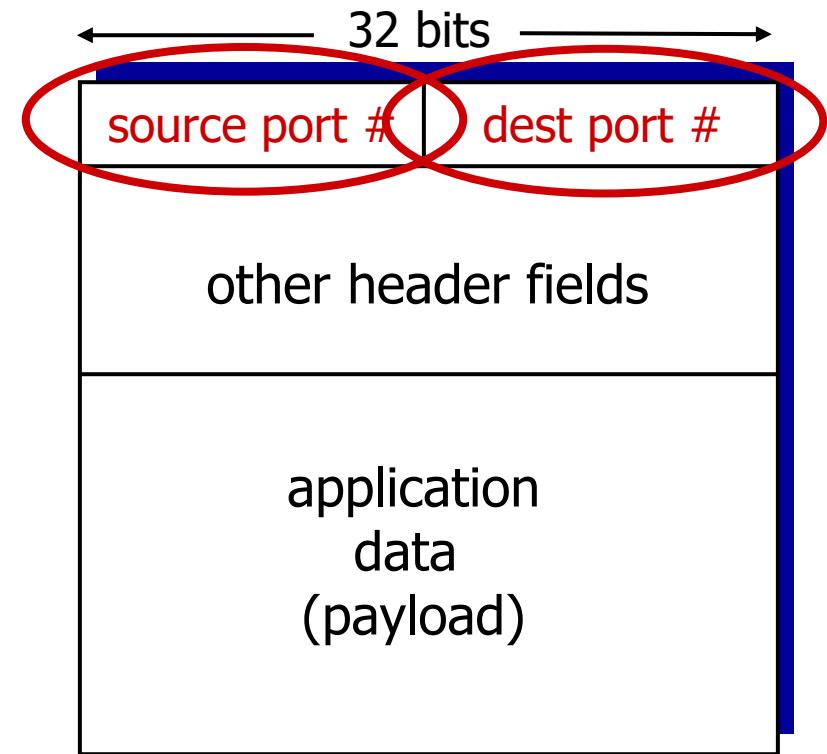 32 bits
source port # dest port #
other header fields
application
data
(payload)